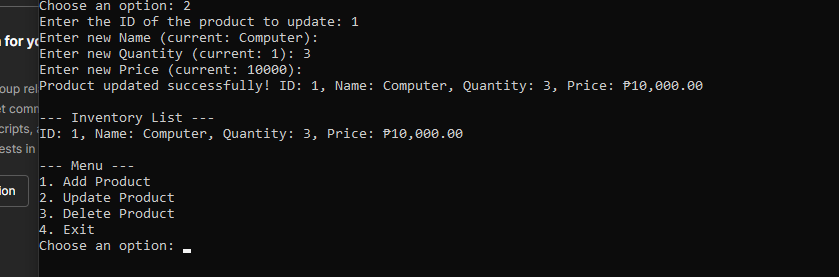 Choose an option: 2
Enter the ID of the product to update: 1
Enter new Name (current: Computer):
Enter new Quantity (current: 1): 3
Enter new Price (current: 10000):
Product updated successfully! ID: 1, Name: Computer, Quantity: 3, Price: ₱10,000.00
--- Inventory List ---
ID: 1, Name: Computer, Quantity: 3, Price: ₱10,000.00
--- Menu ---
1. Add Product
2. Update Product
3. Delete Product
4. Exit
Choose an option:
for yo
oup rel
et comm
cripts,
ests in
ion